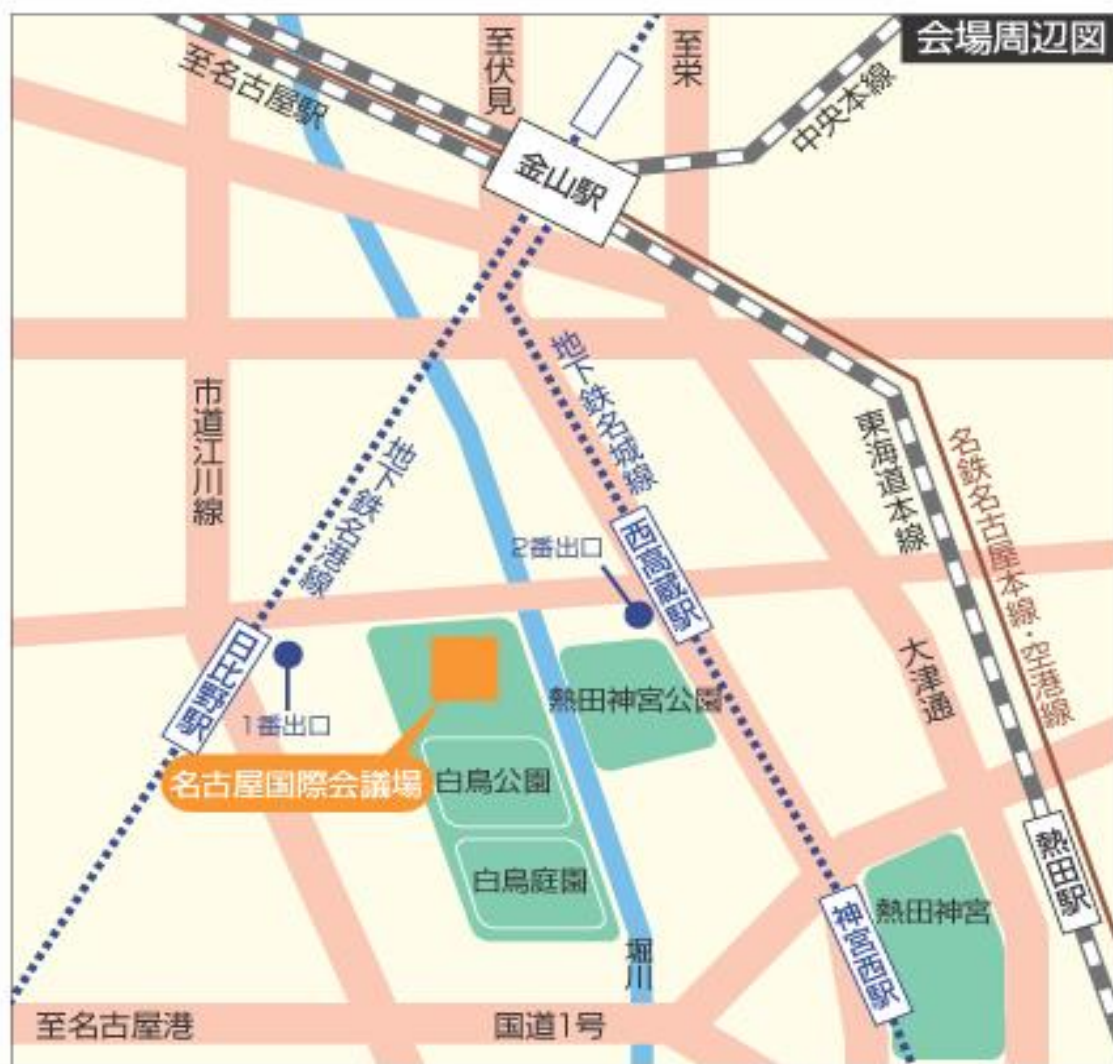 会場周辺図
至伏見
至栄
至名古屋駅
中央本線
金山駅
市道江川線
地下鉄名港線
地下鉄名城線
東海道本線
名鉄名古屋本線・空港線
2番出口
西高蔵駅
日比野駅
1番出口
熱田神宮公園
大津通
名古屋国際会議場
白鳥公園
白鳥庭園
熱田駅
熱田神宮
神宮西駅
堀川
至名古屋港
国道1号